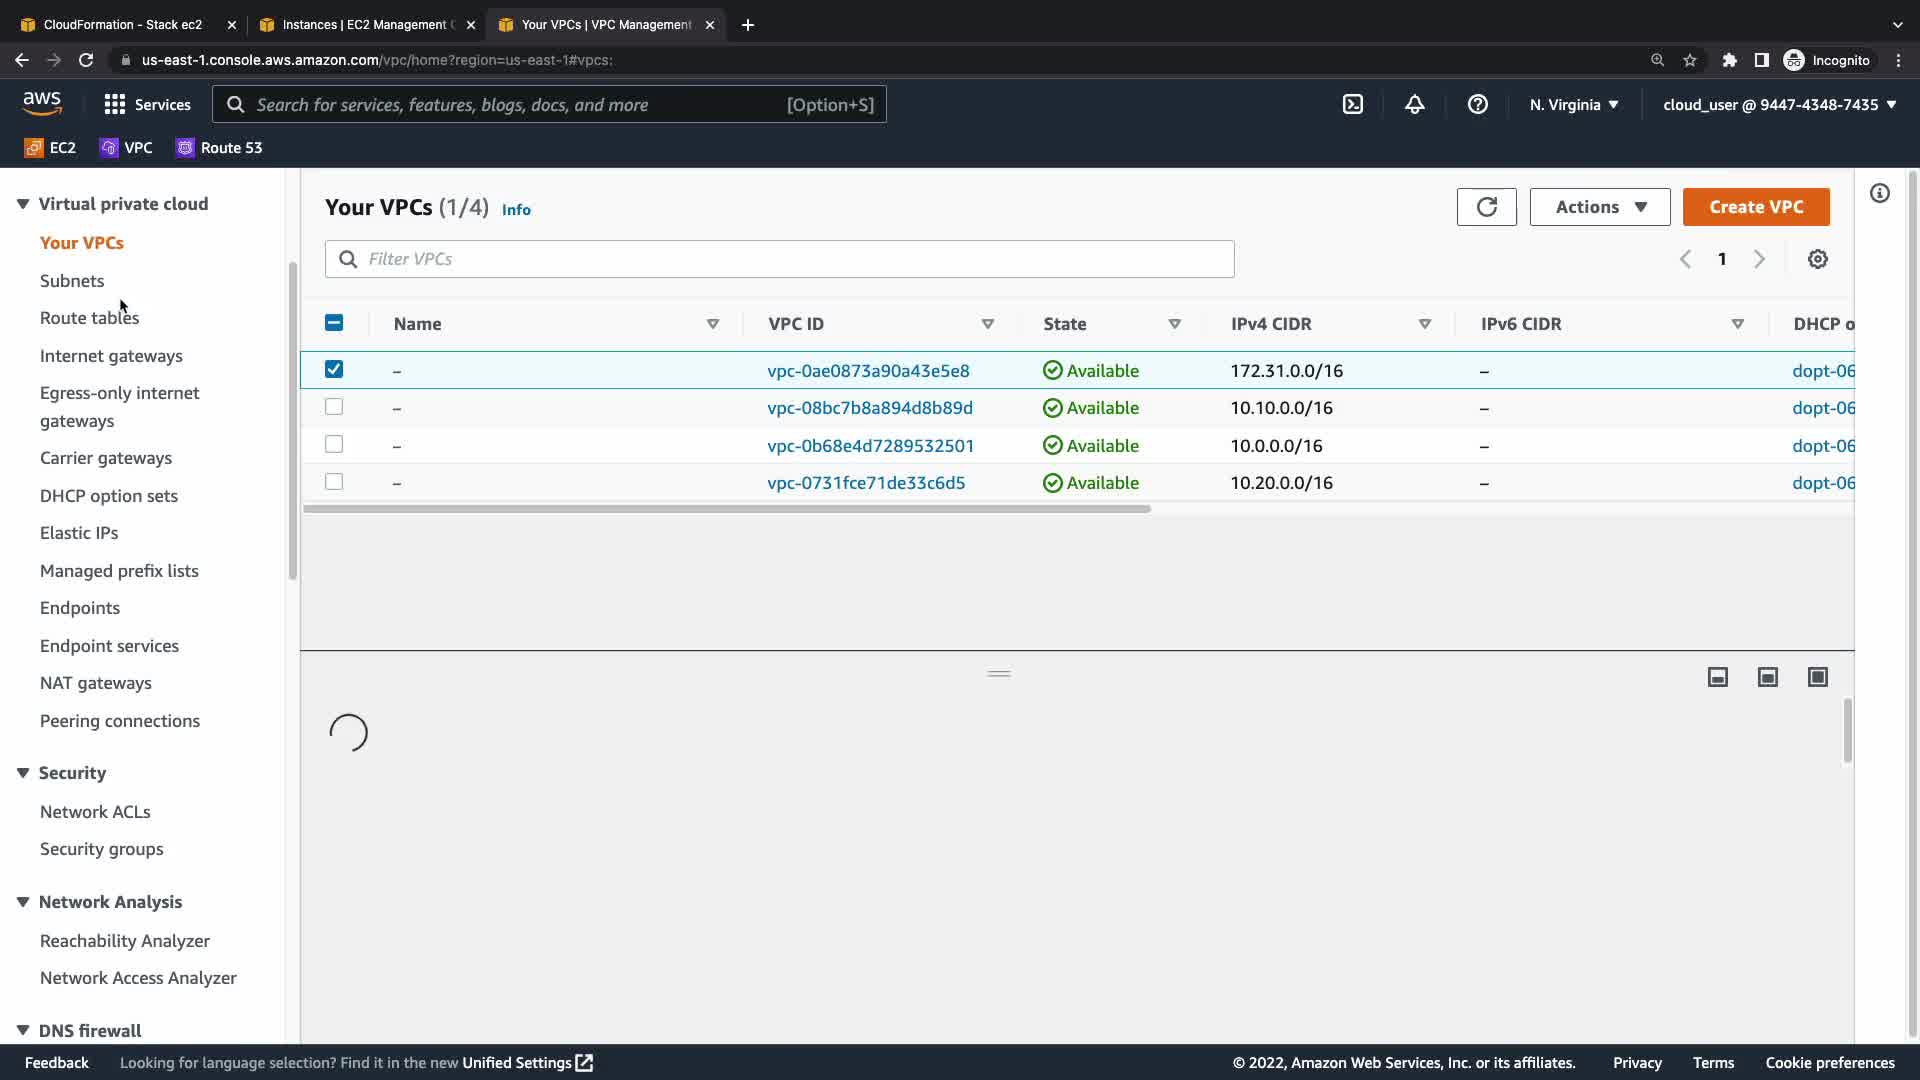 CloudFormation - Stack ec2
Instances | EC2 Management
Your VPCs | VPC Management
us-east-1.console.aws.amazon.com/vpc/home?region=us-east-1#vpcs:
Incognito
aws
Services
Search for services, features, blogs, docs, and more
[Option+S]
N. Virginia
cloud_user @ 9447-4348-7435
EC2
VPC
Route 53
Virtual private cloud
Your VPCs
Subnets
Route tables
Internet gateways
Egress-only internet
gateways
Carrier gateways
DHCP option sets
Elastic IPs
Managed prefix lists
Endpoints
Endpoint services
NAT gateways
Peering connections
Security
Network ACLs
Security groups
Network Analysis
Reachability Analyzer
Network Access Analyzer
DNS firewall
Your VPCs (1/4) Info
Actions
Create VPC
Filter VPCs
1
Name VPC ID State IPv4 CIDR IPv6 CIDR DHCP o
– vpc-0ae0873a90a43e5e8 Available 172.31.0.0/16 – dopt-06
– vpc-08bc7b8a894d8b89d Available 10.10.0.0/16 – dopt-06
– vpc-0b68e4d7289532501 Available 10.0.0.0/16 – dopt-06
– vpc-0731fce71de33c6d5 Available 10.20.0.0/16 – dopt-06
Feedback
Looking for language selection? Find it in the new Unified Settings
© 2022, Amazon Web Services, Inc. or its affiliates.
Privacy
Terms
Cookie preferences